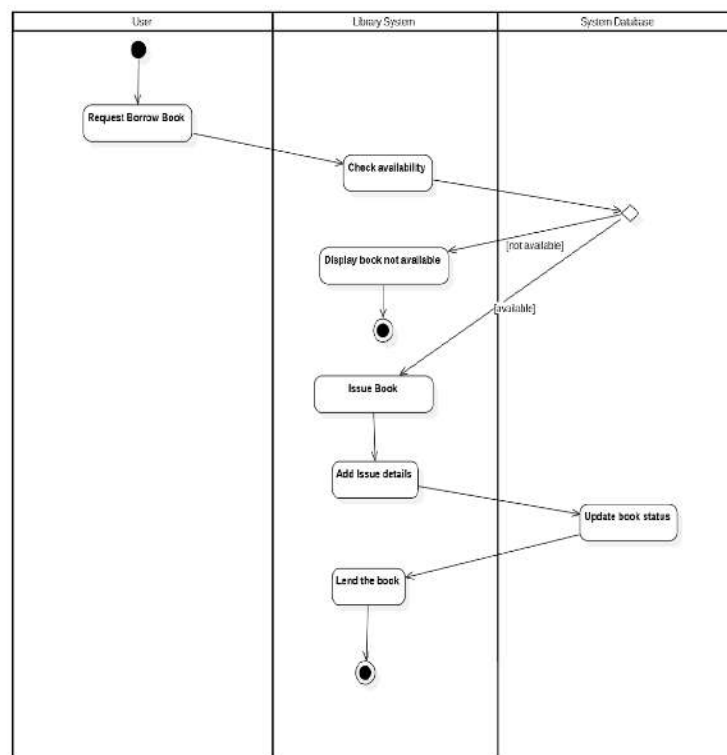 User
Library System
System Database
Request Borrow Book
Check availability
[not available]
Display book not available
[available]
Issue Book
Add Issue details
Update book status
Lend the book